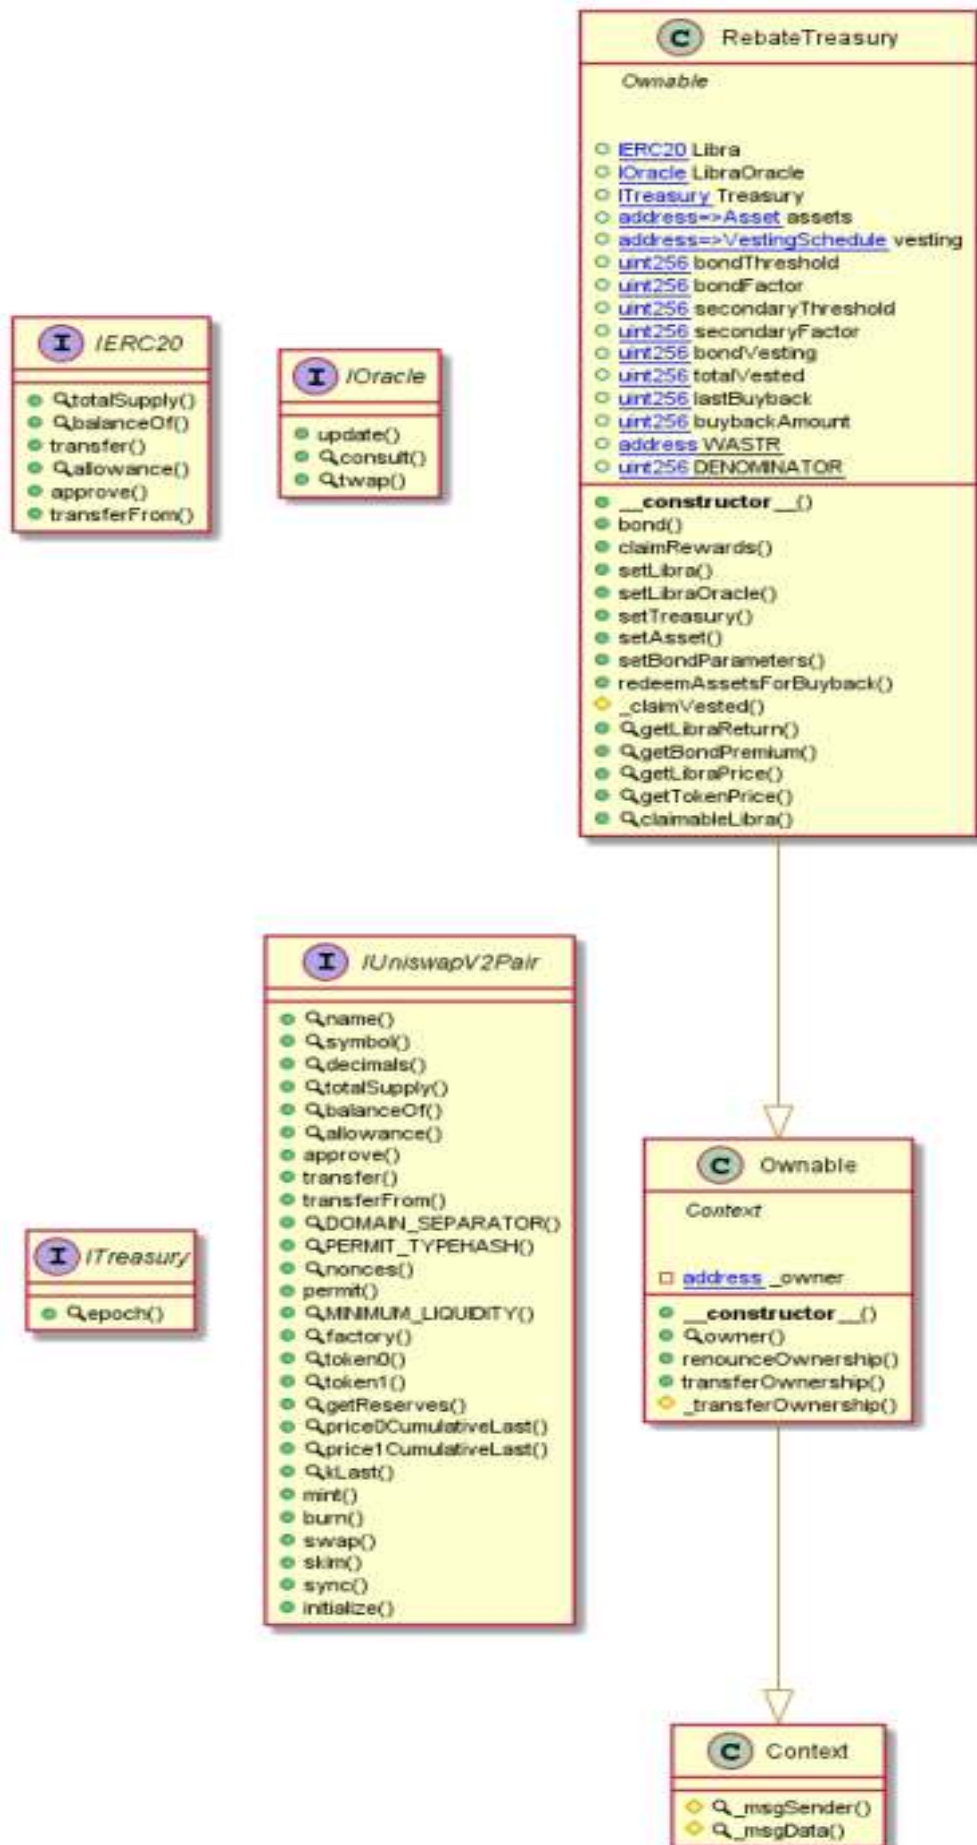 C RebateTreasury
Ownable
IERC20 Libra
IOracle LibraOracle
ITreasury Treasury
address=>Asset assets
address=>VestingSchedule vesting
uint256 bondThreshold
uint256 bondFactor
uint256 secondaryThreshold
uint256 secondaryFactor
uint256 bondVesting
uint256 totalVested
uint256 lastBuyback
uint256 buybackAmount
address WASTR
uint256 DENOMINATOR
__constructor__()
bond()
claimRewards()
setLibra()
setLibraOracle()
setTreasury()
setAsset()
setBondParameters()
redeemAssetsForBuyback()
_claimVested()
getLibraReturn()
getBondPremium()
getLibraPrice()
getTokenPrice()
claimableLibra()
I IERC20
totalSupply()
balanceOf()
transfer()
allowance()
approve()
transferFrom()
I IOracle
update()
consult()
twap()
I IUniswapV2Pair
name()
symbol()
decimals()
totalSupply()
balanceOf()
allowance()
approve()
transfer()
transferFrom()
DOMAIN_SEPARATOR()
PERMIT_TYPEHASH()
nonces()
permit()
MINIMUM_LIQUIDITY()
factory()
token0()
token1()
getReserves()
price0CumulativeLast()
price1CumulativeLast()
kLast()
mint()
burn()
swap()
skim()
sync()
initialize()
I ITreasury
epoch()
C Ownable
Context
address _owner
__constructor__()
owner()
renounceOwnership()
transferOwnership()
_transferOwnership()
C Context
_msgSender()
_msgData()